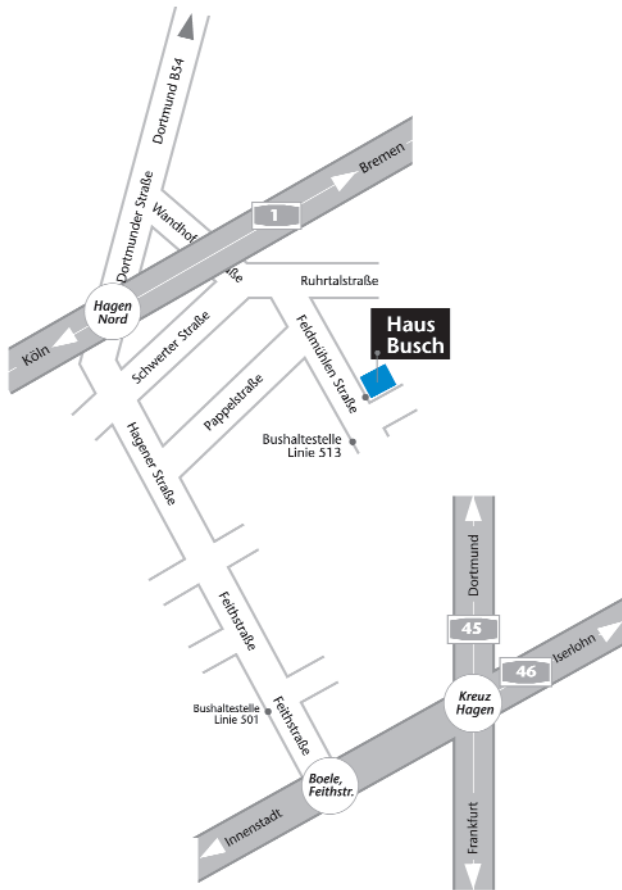 Dortmund B54
Bremen
1
Dortmunder Straße
Wandhof
raße
Ruhrtalstraße
Hagen
Nord
Haus
Busch
Köln
Schwerter Straße
Feldmühlen Straße
Pappelstraße
Hagener Straße
Bushaltestelle
Linie 513
Dortmund
Feithstraße
45
Iserlohn
46
Kreuz
Hagen
Bushaltestelle
Linie 501
Feithstraße
Boele,
Feithstr.
Innenstadt
Frankfurt